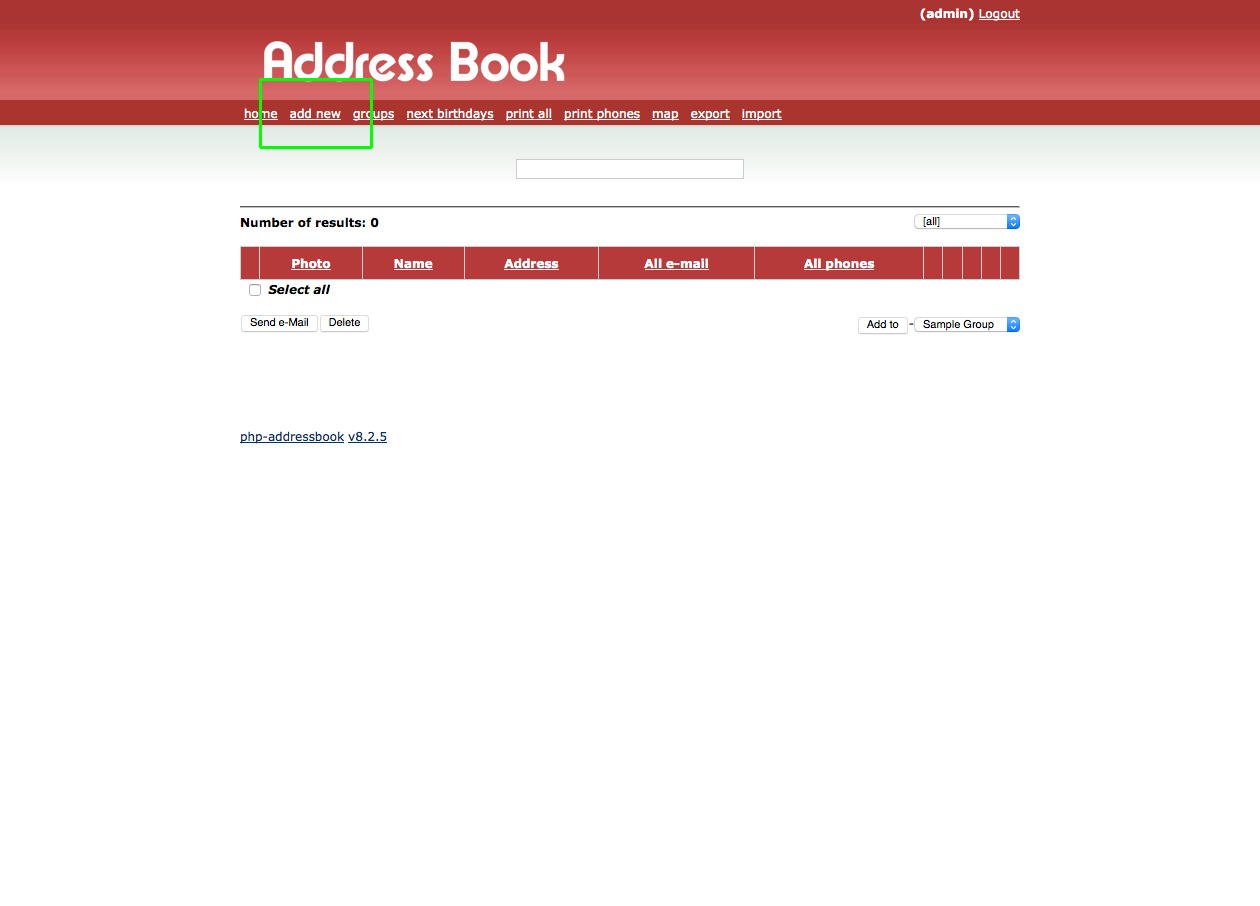 (admin) Logout
Address Book
home add new groups next birthdays print all print phones map export import
Number of results: 0 [all]
Photo Name Address All e-mail All phones
Select all
Send e-Mail Delete Add to - Sample Group
php-addressbook v8.2.5